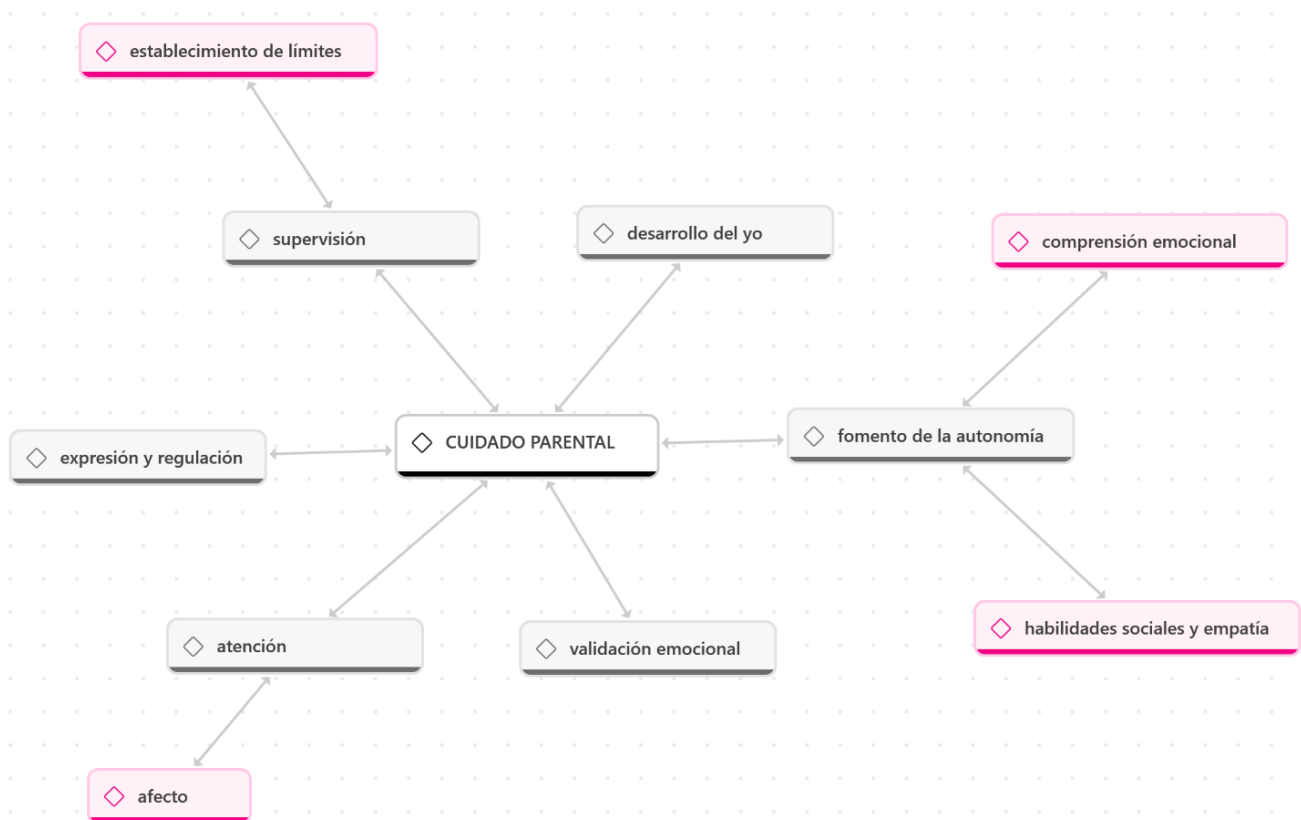 establecimiento de límites
supervisión
desarrollo del yo
comprensión emocional
expresión y regulación
CUIDADO PARENTAL
fomento de la autonomía
atención
validación emocional
habilidades sociales y empatía
afecto